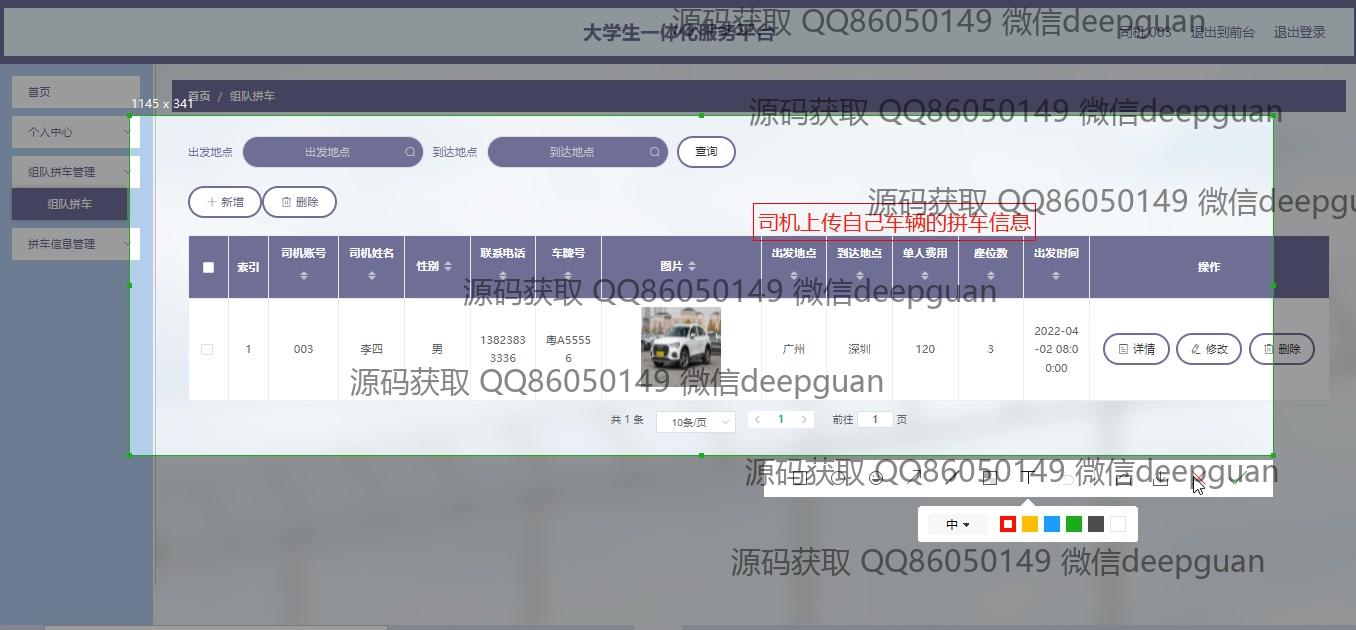 源码获取 QQ86050149 微信deepguan
大学生一体化服务平台
司机 003 退出到前台 退出登录
首页
首页 / 组队拼车
1145 x 341
源码获取 QQ86050149 微信deepguan
个人中心
出发地点 出发地点 到达地点 到达地点 查询
组队拼车管理
组队拼车
新增 删除
源码获取 QQ86050149 微信deepgu
司机上传自己车辆的拼车信息
拼车信息管理
索引 司机账号 司机姓名 性别 联系电话 车牌号 图片 出发地点 到达地点 单人费用 座位数 出发时间 操作
源码获取 QQ86050149 微信deepguan
1 003 李四 男 1382383 粤A5555 广州 深圳 120 3 2022-04 详情 修改 删除
3336 6 -02 08:0
0:00
源码获取 QQ86050149 微信deepguan
共 1 条 10条/页 1 前往 1 页
源码获取 QQ86050149 微信deepguan
中
源码获取 QQ86050149 微信deepguan